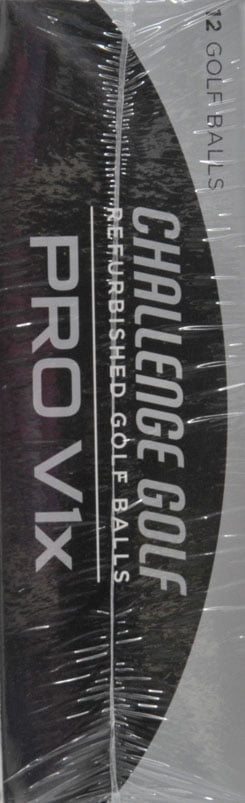 12 GOLF BALLS
CHALLENGE GOLF
REFURBISHED GOLF BALLS
PRO V1x